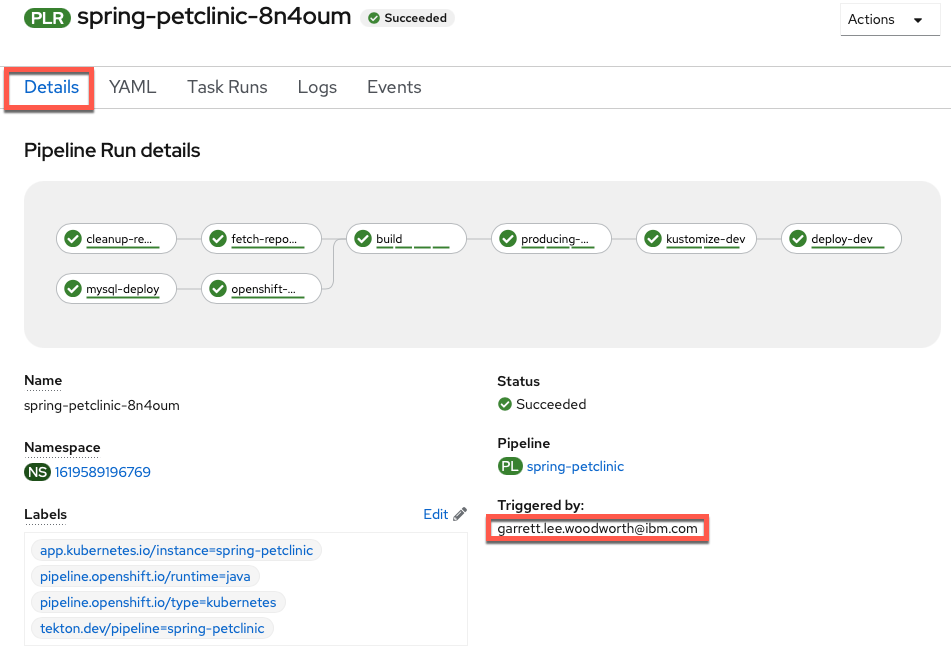 PLR spring-petclinic-8n4oum Succeeded
Actions
Details YAML Task Runs Logs Events
Pipeline Run details
cleanup-re... fetch-repo... build producing-... kustomize-dev deploy-dev
mysql-deploy openshift-...
Name
spring-petclinic-8n4oum
Namespace
NS 1619589196769
Labels
Edit
app.kubernetes.io/instance=spring-petclinic
pipeline.openshift.io/runtime=java
pipeline.openshift.io/type=kubernetes
tekton.dev/pipeline=spring-petclinic
Status
Succeeded
Pipeline
PL spring-petclinic
Triggered by:
garrett.lee.woodworth@ibm.com